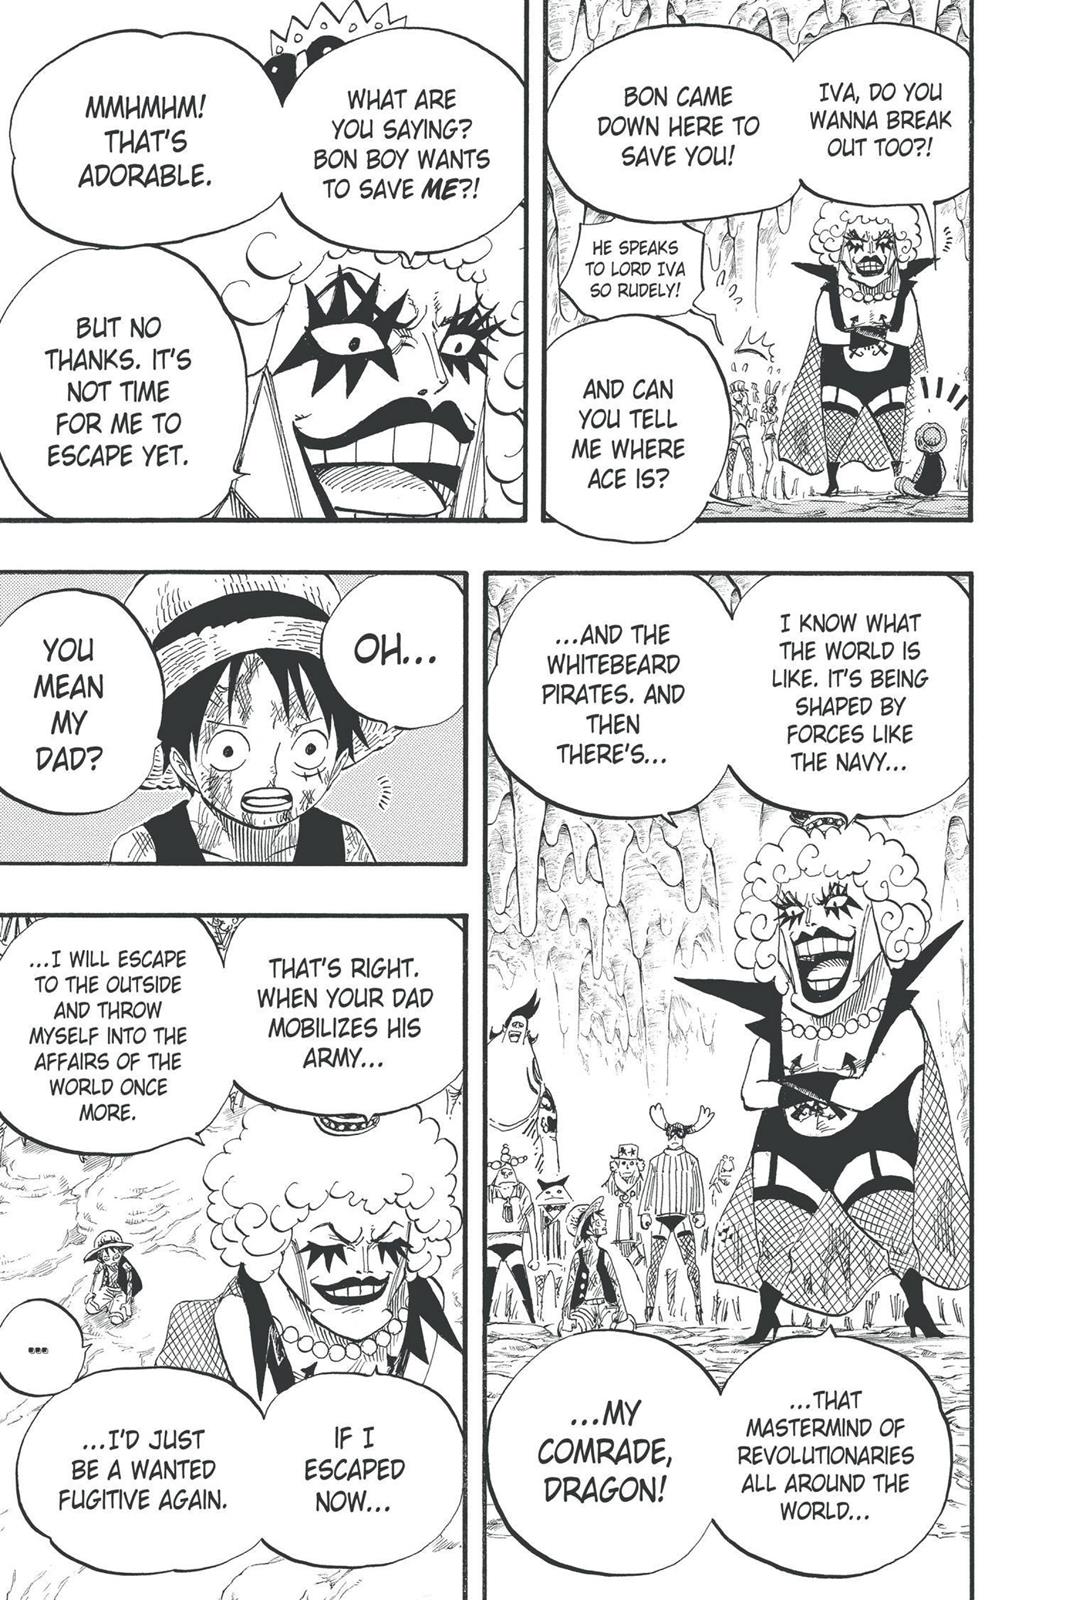 IVA, DO YOU
WANNA BREAK
OUT TOO?!
BON CAME
DOWN HERE TO
SAVE YOU!
HE SPEAKS
TO LORD IVA
SO RUDELY!
AND CAN
YOU TELL
ME WHERE
ACE IS?
WHAT ARE
YOU SAYING?
BON BOY WANTS
TO SAVE ME?!
MMHMHM!
THAT'S
ADORABLE.
BUT NO
THANKS. IT'S
NOT TIME
FOR ME TO
ESCAPE YET.
I KNOW WHAT
THE WORLD IS
LIKE. IT'S BEING
SHAPED BY
FORCES LIKE
THE NAVY...
...AND THE
WHITEBEARD
PIRATES. AND
THEN
THERE'S...
...THAT
MASTERMIND OF
REVOLUTIONARIES
ALL AROUND THE
WORLD...
...MY
COMRADE,
DRAGON!
OH...
YOU
MEAN
MY
DAD?
THAT'S RIGHT.
WHEN YOUR DAD
MOBILIZES HIS
ARMY...
...I WILL ESCAPE
TO THE OUTSIDE
AND THROW
MYSELF INTO THE
AFFAIRS OF THE
WORLD ONCE
MORE.
...
IF I
ESCAPED
NOW...
...I'D JUST
BE A WANTED
FUGITIVE AGAIN.